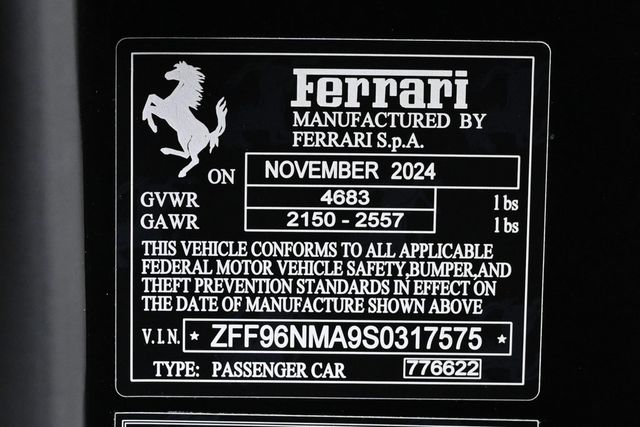 Ferrari
MANUFACTURED BY
FERRARI S.p.A.
ON NOVEMBER 2024
GVWR 4683 lbs
GAWR 2150 - 2557 lbs
THIS VEHICLE CONFORMS TO ALL APPLICABLE
FEDERAL MOTOR VEHICLE SAFETY,BUMPER,AND
THEFT PREVENTION STANDARDS IN EFFECT ON
THE DATE OF MANUFACTURE SHOWN ABOVE
V.I.N. * ZFF96NMA9S0317575 *
TYPE: PASSENGER CAR 776622